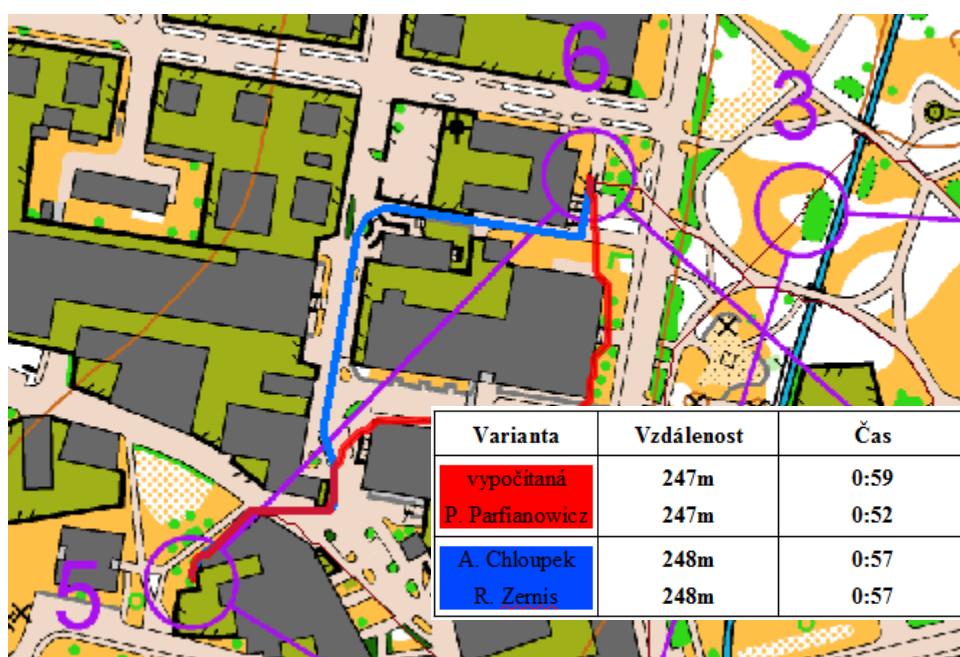 6
3
5
Varianta Vzdálenost Čas
vypočítaná 247m 0:59
P. Parfianowicz 247m 0:52
A. Chloupek 248m 0:57
R. Zernis 248m 0:57